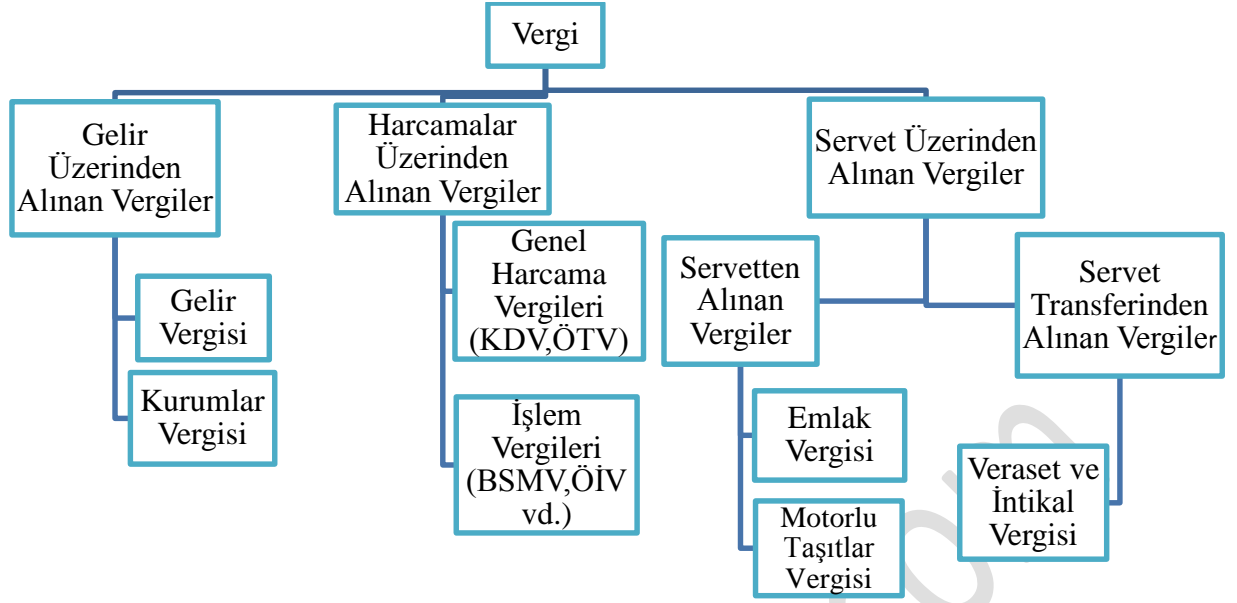 Vergi
Gelir
Üzerinden
Alınan Vergiler
Harcamalar
Üzerinden
Alınan Vergiler
Servet Üzerinden
Alınan Vergiler
Gelir
Vergisi
Kurumlar
Vergisi
Genel
Harcama
Vergileri
(KDV,ÖTV)
İşlem
Vergileri
(BSMV,ÖİV
vd.)
Servetten
Alınan
Vergiler
Emlak
Vergisi
Motorlu
Taşıtlar
Vergisi
Servet
Transferinden
Alınan Vergiler
Veraset ve
İntikal
Vergisi